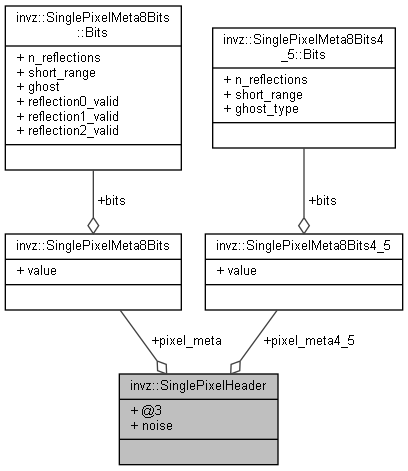 invz::SinglePixelMeta8Bits
::Bits
+ n_reflections
+ short_range
+ ghost
+ reflection0_valid
+ reflection1_valid
+ reflection2_valid
invz::SinglePixelMeta8Bits4
_5::Bits
+ n_reflections
+ short_range
+ ghost_type
+bits
+bits
invz::SinglePixelMeta8Bits
+ value
invz::SinglePixelMeta8Bits4_5
+ value
+pixel_meta
+pixel_meta4_5
invz::SinglePixelHeader
+ @3
+ noise